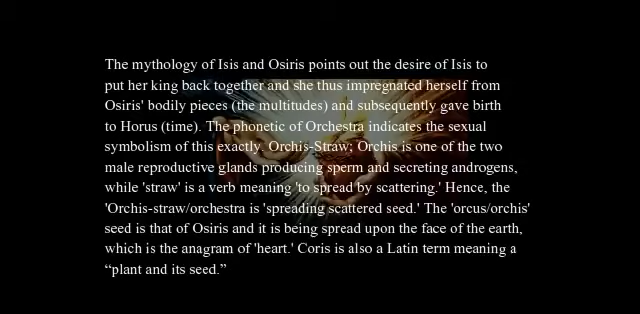 The mythology of Isis and Osiris points out the desire of Isis to
put her king back together and she thus impregnated herself from
Osiris' bodily pieces (the multitudes) and subsequently gave birth
to Horus (time). The phonetic of Orchestra indicates the sexual
symbolism of this exactly. Orchis-Straw; Orchis is one of the two
male reproductive glands producing sperm and secreting androgens,
while 'straw' is a verb meaning 'to spread by scattering.' Hence, the
'Orchis-straw/orchestra is 'spreading scattered seed.' The 'orcus/orchis'
seed is that of Osiris and it is being spread upon the face of the earth,
which is the anagram of 'heart.' Coris is also a Latin term meaning a
“plant and its seed.”